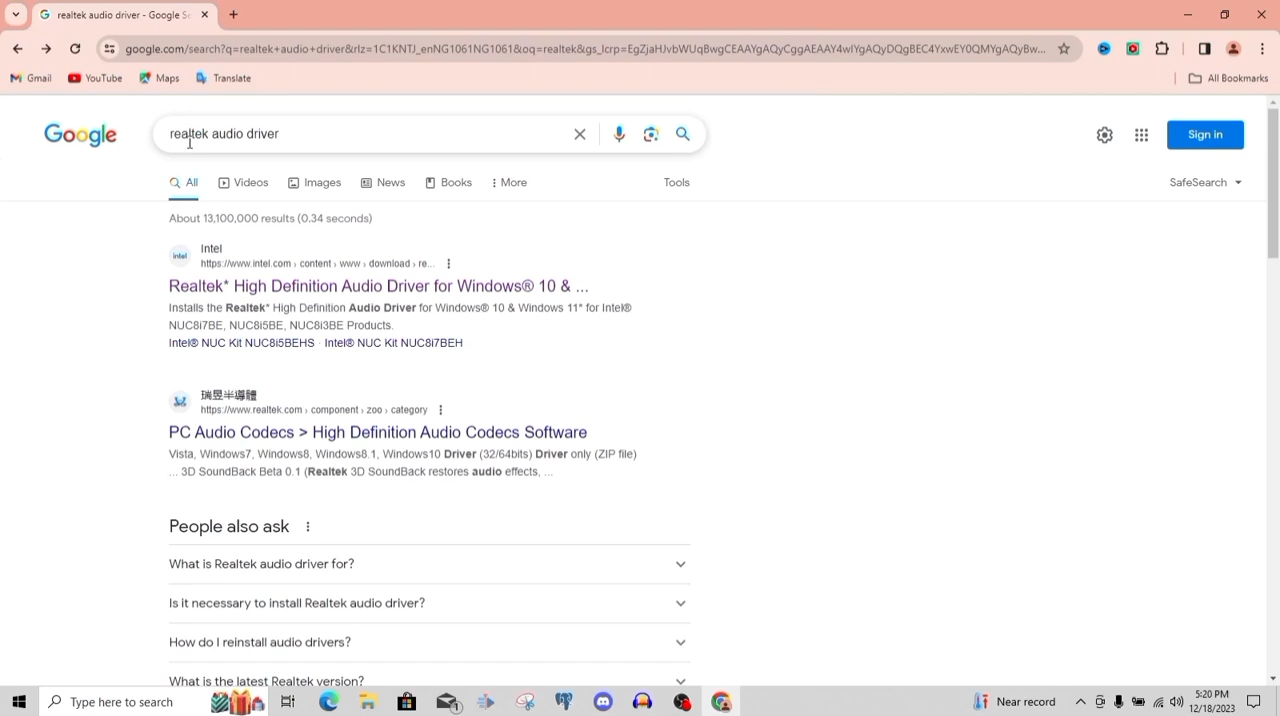 realtek audio driver - Google Se
google.com/search?q=realtek+audio+driver&rlz=1C1KNTJ_enNG1061NG1061&oq=realtek&gs_lcrp=EgZjaHJvbWUqBwgCEAAYgAQyCggAEAAY4wIYgAQyDQgBEC4YxwEY0QMYgAQyBw...
Gmail
YouTube
Maps
Translate
All Bookmarks
Google
realtek audio driver
Sign in
All
Videos
Images
News
Books
More
Tools
SafeSearch
About 13,100,000 results (0.34 seconds)
intel
Intel
https://www.intel.com › content › www › download › re...
Realtek* High Definition Audio Driver for Windows® 10 & ...
Installs the Realtek* High Definition Audio Driver for Windows® 10 & Windows 11* for Intel®
NUC8i7BE, NUC8i5BE, NUC8i3BE Products.
Intel® NUC Kit NUC8i5BEHS · Intel® NUC Kit NUC8i7BEH
瑞昱半導體
https://www.realtek.com › component › zoo › category
PC Audio Codecs > High Definition Audio Codecs Software
Vista, Windows7, Windows8, Windows8.1, Windows10 Driver (32/64bits) Driver only (ZIP file)
... 3D SoundBack Beta 0.1 (Realtek 3D SoundBack restores audio effects, ...
People also ask
What is Realtek audio driver for?
Is it necessary to install Realtek audio driver?
How do I reinstall audio drivers?
What is the latest Realtek version?
Type here to search
1
Near record
5:20 PM
12/18/2023